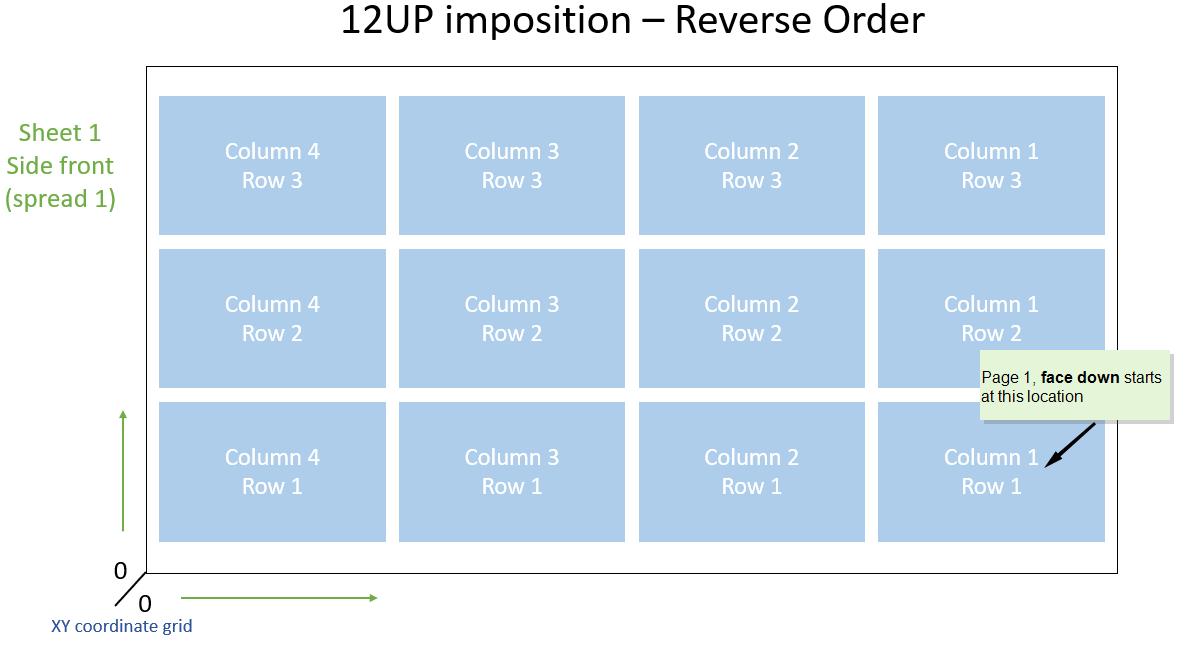 12UP imposition – Reverse Order
Sheet 1
Side front
(spread 1)
Column 4
Row 3
Column 3
Row 3
Column 2
Row 3
Column 1
Row 3
Column 4
Row 2
Column 3
Row 2
Column 2
Row 2
Column 1
Row 2
Page 1, face down starts
at this location
Column 4
Row 1
Column 3
Row 1
Column 2
Row 1
Column 1
Row 1
0
0
XY coordinate grid